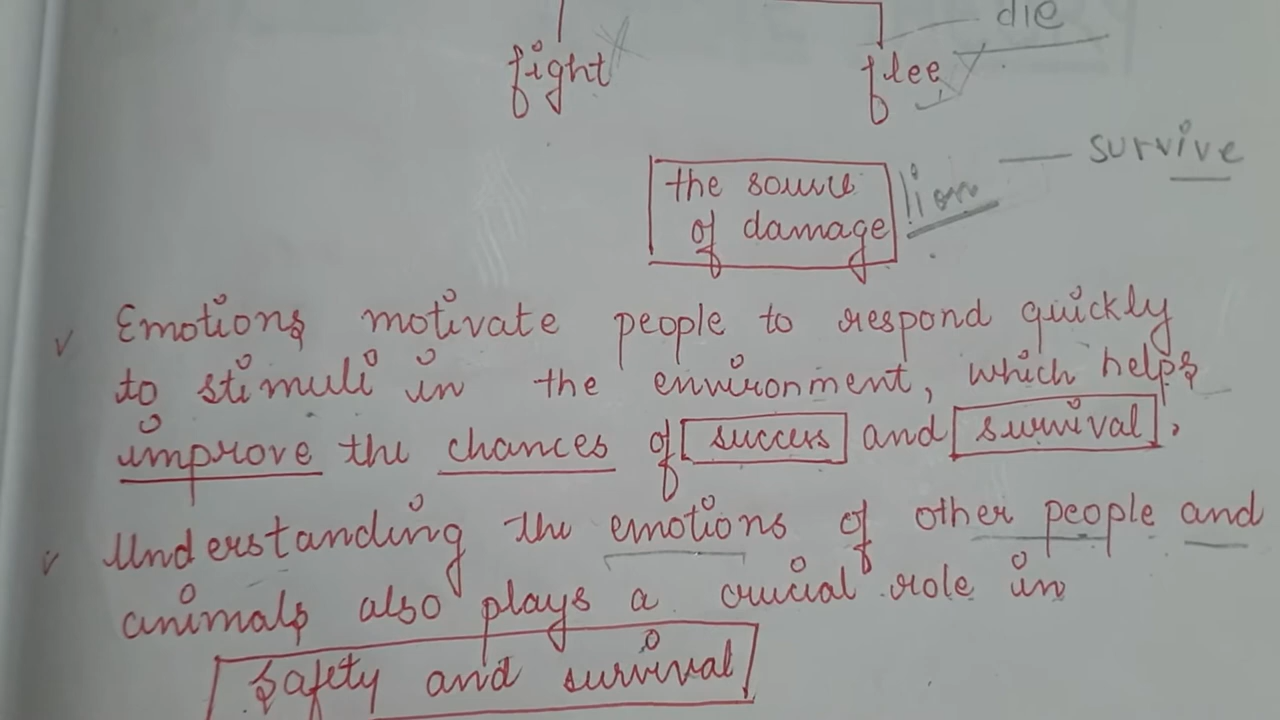 die
fight
flee
survive
the source
of damage
lion
Emotions motivate people to respond quickly
to stimuli in the environment, which helps
improve the chances of success and survival.
Understanding the emotions of other people and
animals also plays a crucial role in
Safety and survival